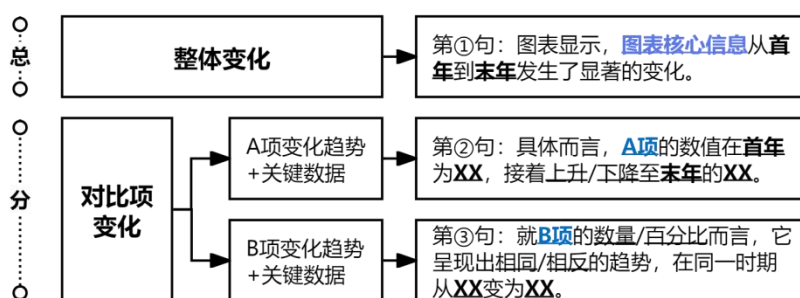 总
整体变化
第①句：图表显示，图表核心信息从首
年到末年发生了显著的变化。
分
对比项
变化
A项变化趋势
+关键数据
第②句：具体而言，A项的数值在首年
为XX，接着上升/下降至末年的XX。
B项变化趋势
+关键数据
第③句：就B项的数量/百分比而言，它
呈现出相同/相反的趋势，在同一时期
从XX变为XX。